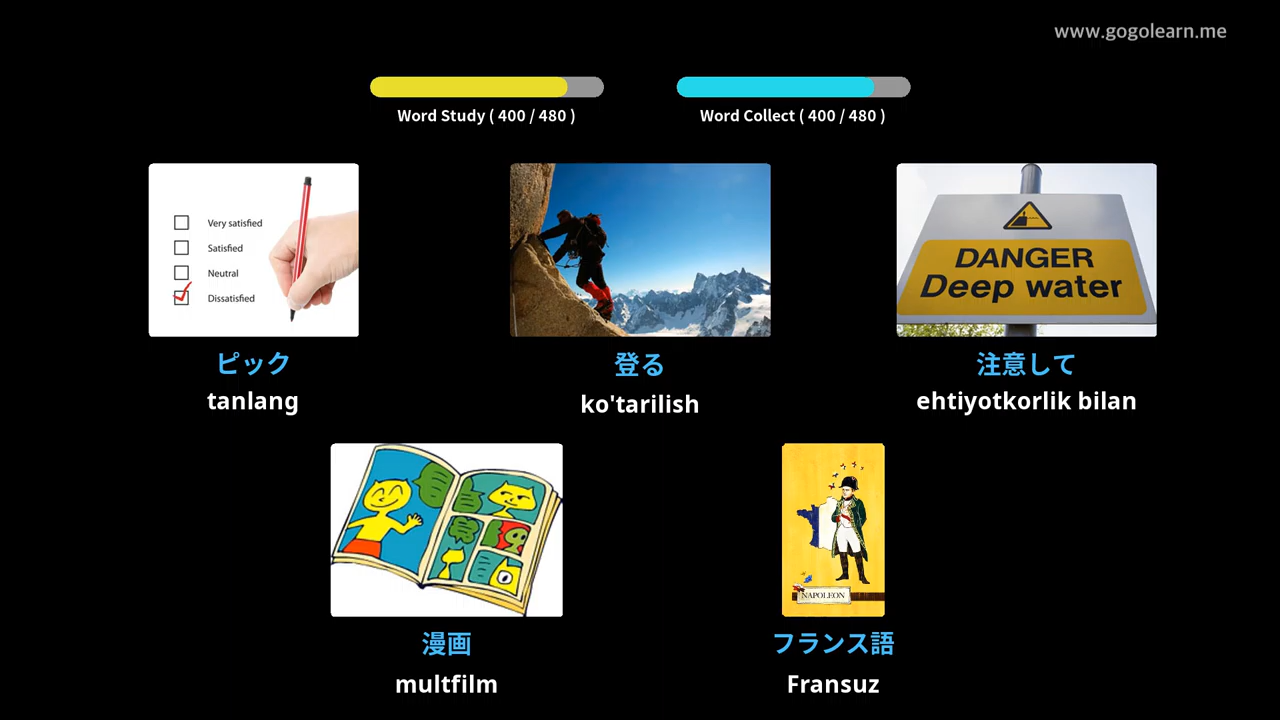 www.gogolearn.me
Word Study ( 400 / 480 )
Word Collect ( 400 / 480 )
Very satisfied
Satisfied
Neutral
Dissatisfied
DANGER
Deep water
ピック
登る
注意して
tanlang
ko'tarilish
ehtiyotkorlik bilan
NAPOLEON
漫画
フランス語
multfilm
Fransuz